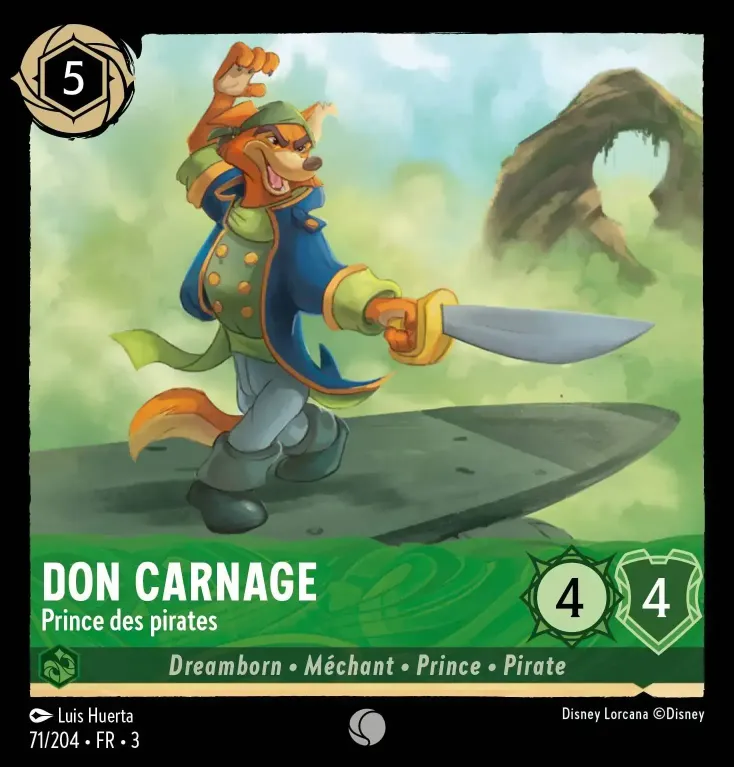 5
DON CARNAGE
Prince des pirates
4
4
Dreamborn • Méchant • Prince • Pirate
Luis Huerta
Disney Lorcana ©Disney
71/204 • FR • 3